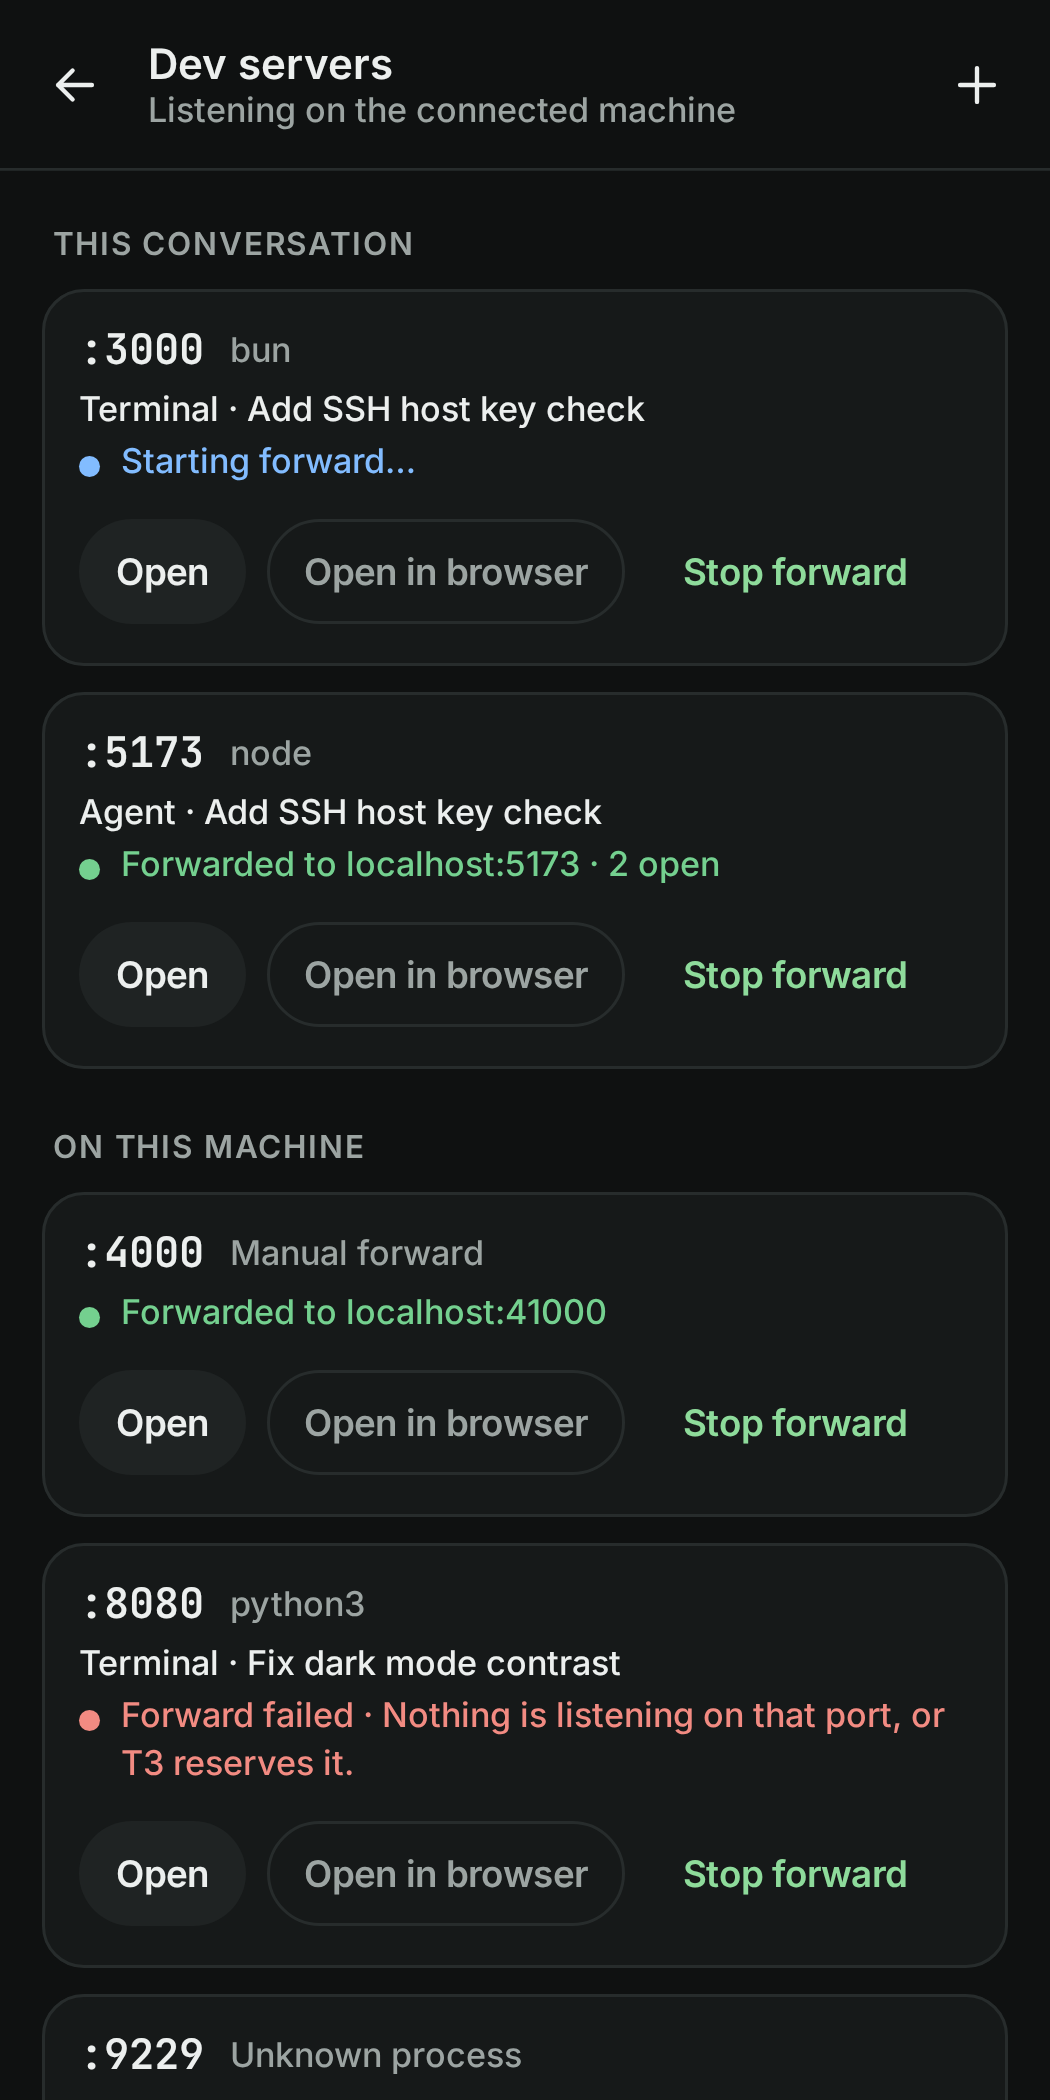 Dev servers
Listening on the connected machine
THIS CONVERSATION
:3000 bun
Terminal · Add SSH host key check
Starting forward...
Open Open in browser Stop forward
:5173 node
Agent · Add SSH host key check
Forwarded to localhost:5173 · 2 open
Open Open in browser Stop forward
ON THIS MACHINE
:4000 Manual forward
Forwarded to localhost:41000
Open Open in browser Stop forward
:8080 python3
Terminal · Fix dark mode contrast
Forward failed · Nothing is listening on that port, or
T3 reserves it.
Open Open in browser Stop forward
:9229 Unknown process